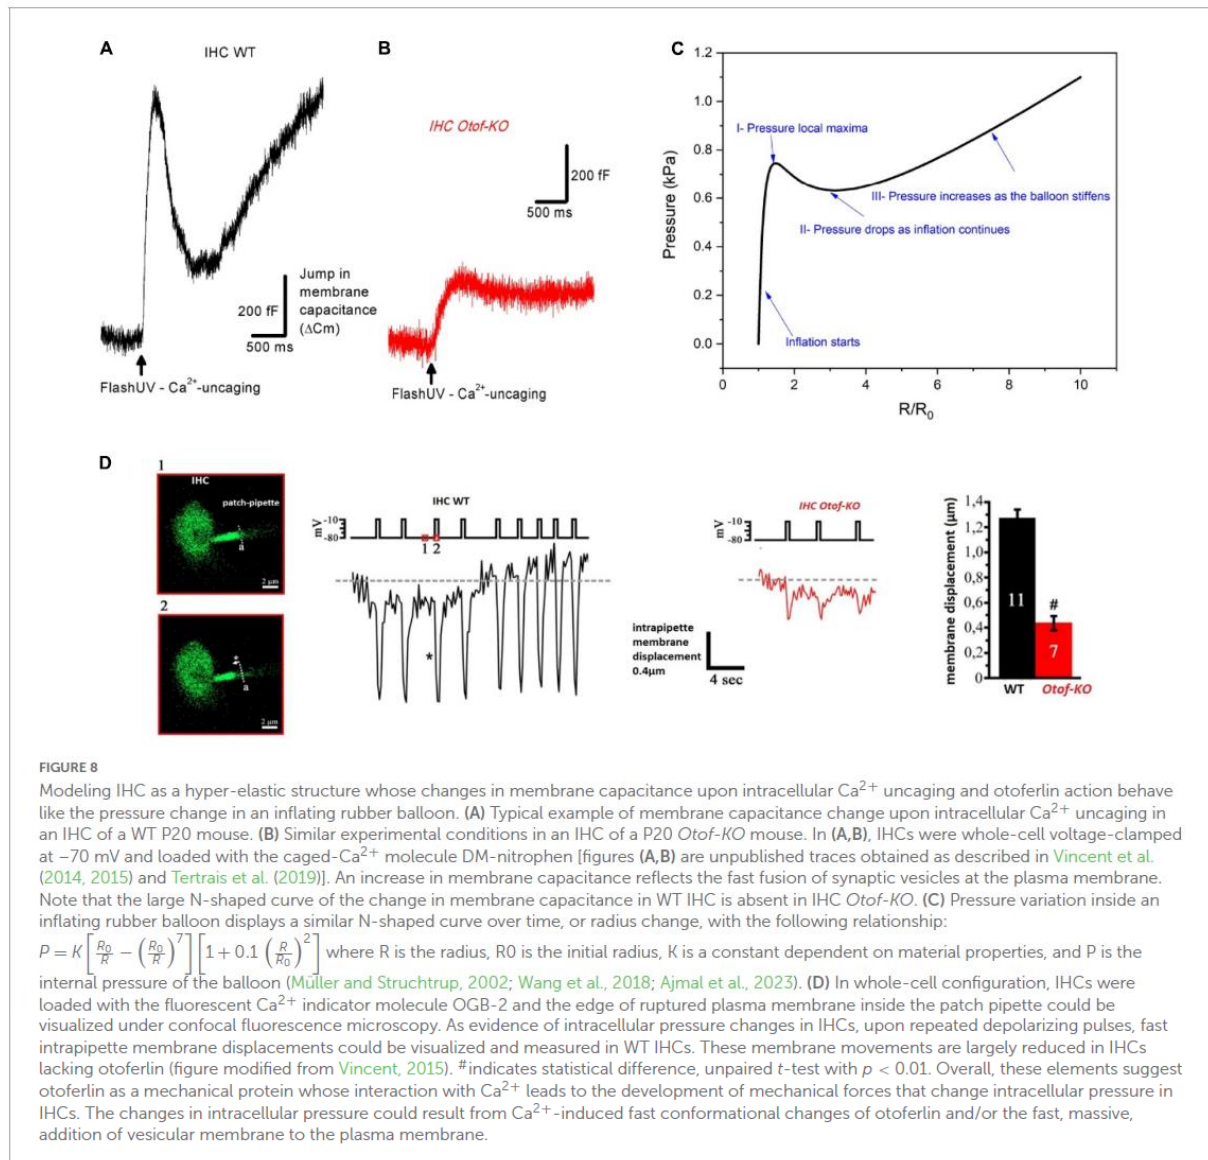 A
IHC WT
200 fF
500 ms
Jump in
membrane
capacitance
(ΔCm)
FlashUV - Ca²⁺-uncaging
B
IHC Otof-KO
200 fF
500 ms
FlashUV - Ca²⁺-uncaging
C
1.2
1.0
0.8
0.6
0.4
0.2
0.0
Pressure (kPa)
I- Pressure local maxima
III- Pressure increases as the balloon stiffens
II- Pressure drops as inflation continues
Inflation starts
0 2 4 6 8 10
R/R₀
D
1
IHC
patch-pipette
a
2 µm
2
*
a
2 µm
IHC WT
mV
-10
-80
1 2
*
IHC Otof-KO
mV
-10
-80
intrapipette
membrane
displacement
0.4µm
4 sec
membrane displacement (µm)
1,4
1,2
1,0
0,8
0,6
0,4
0,2
0
11
#
7
WT Otof-KO
FIGURE 8
Modeling IHC as a hyper-elastic structure whose changes in membrane capacitance upon intracellular Ca²⁺ uncaging and otoferlin action behave
like the pressure change in an inflating rubber balloon. (A) Typical example of membrane capacitance change upon intracellular Ca²⁺ uncaging in
an IHC of a WT P20 mouse. (B) Similar experimental conditions in an IHC of a P20 Otof-KO mouse. In (A,B), IHCs were whole-cell voltage-clamped
at −70 mV and loaded with the caged-Ca²⁺ molecule DM-nitrophen [figures (A,B) are unpublished traces obtained as described in Vincent et al.
(2014, 2015) and Tertrais et al. (2019)]. An increase in membrane capacitance reflects the fast fusion of synaptic vesicles at the plasma membrane.
Note that the large N-shaped curve of the change in membrane capacitance in WT IHC is absent in IHC Otof-KO. (C) Pressure variation inside an
inflating rubber balloon displays a similar N-shaped curve over time, or radius change, with the following relationship:
P = K [R₀/R − (R₀/R)⁷] [1 + 0.1 (R/R₀)²] where R is the radius, R0 is the initial radius, K is a constant dependent on material properties, and P is the
internal pressure of the balloon (Müller and Struchtrup, 2002; Wang et al., 2018; Ajmal et al., 2023). (D) In whole-cell configuration, IHCs were
loaded with the fluorescent Ca²⁺ indicator molecule OGB-2 and the edge of ruptured plasma membrane inside the patch pipette could be
visualized under confocal fluorescence microscopy. As evidence of intracellular pressure changes in IHCs, upon repeated depolarizing pulses, fast
intrapipette membrane displacements could be visualized and measured in WT IHCs. These membrane movements are largely reduced in IHCs
lacking otoferlin (figure modified from Vincent, 2015). #indicates statistical difference, unpaired t-test with p < 0.01. Overall, these elements suggest
otoferlin as a mechanical protein whose interaction with Ca²⁺ leads to the development of mechanical forces that change intracellular pressure in
IHCs. The changes in intracellular pressure could result from Ca²⁺-induced fast conformational changes of otoferlin and/or the fast, massive,
addition of vesicular membrane to the plasma membrane.